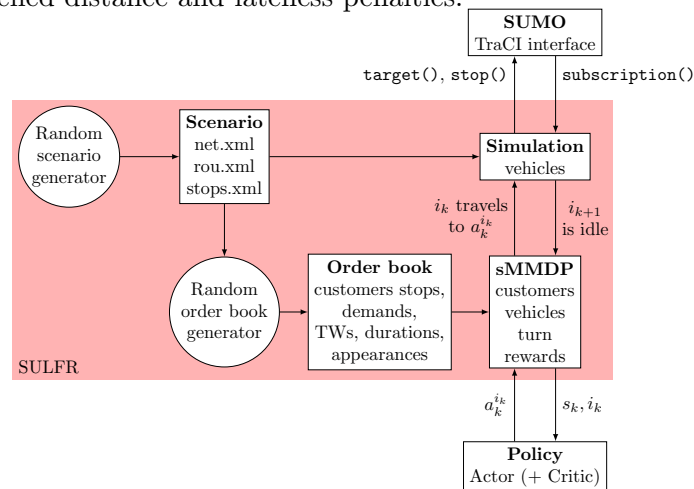 elled distance and lateness penalties.
SUMO
TraCI interface
target(), stop()
subscription()
Random
scenario
generator
Scenario
net.xml
rou.xml
stops.xml
Simulation
vehicles
i_k travels
to a_k^{i_k}
i_{k+1}
is idle
Random
order book
generator
Order book
customers stops,
demands,
TWs, durations,
appearances
sMMDP
customers
vehicles
turn
rewards
SULFR
a_k^{i_k}
s_k, i_k
Policy
Actor (+ Critic)